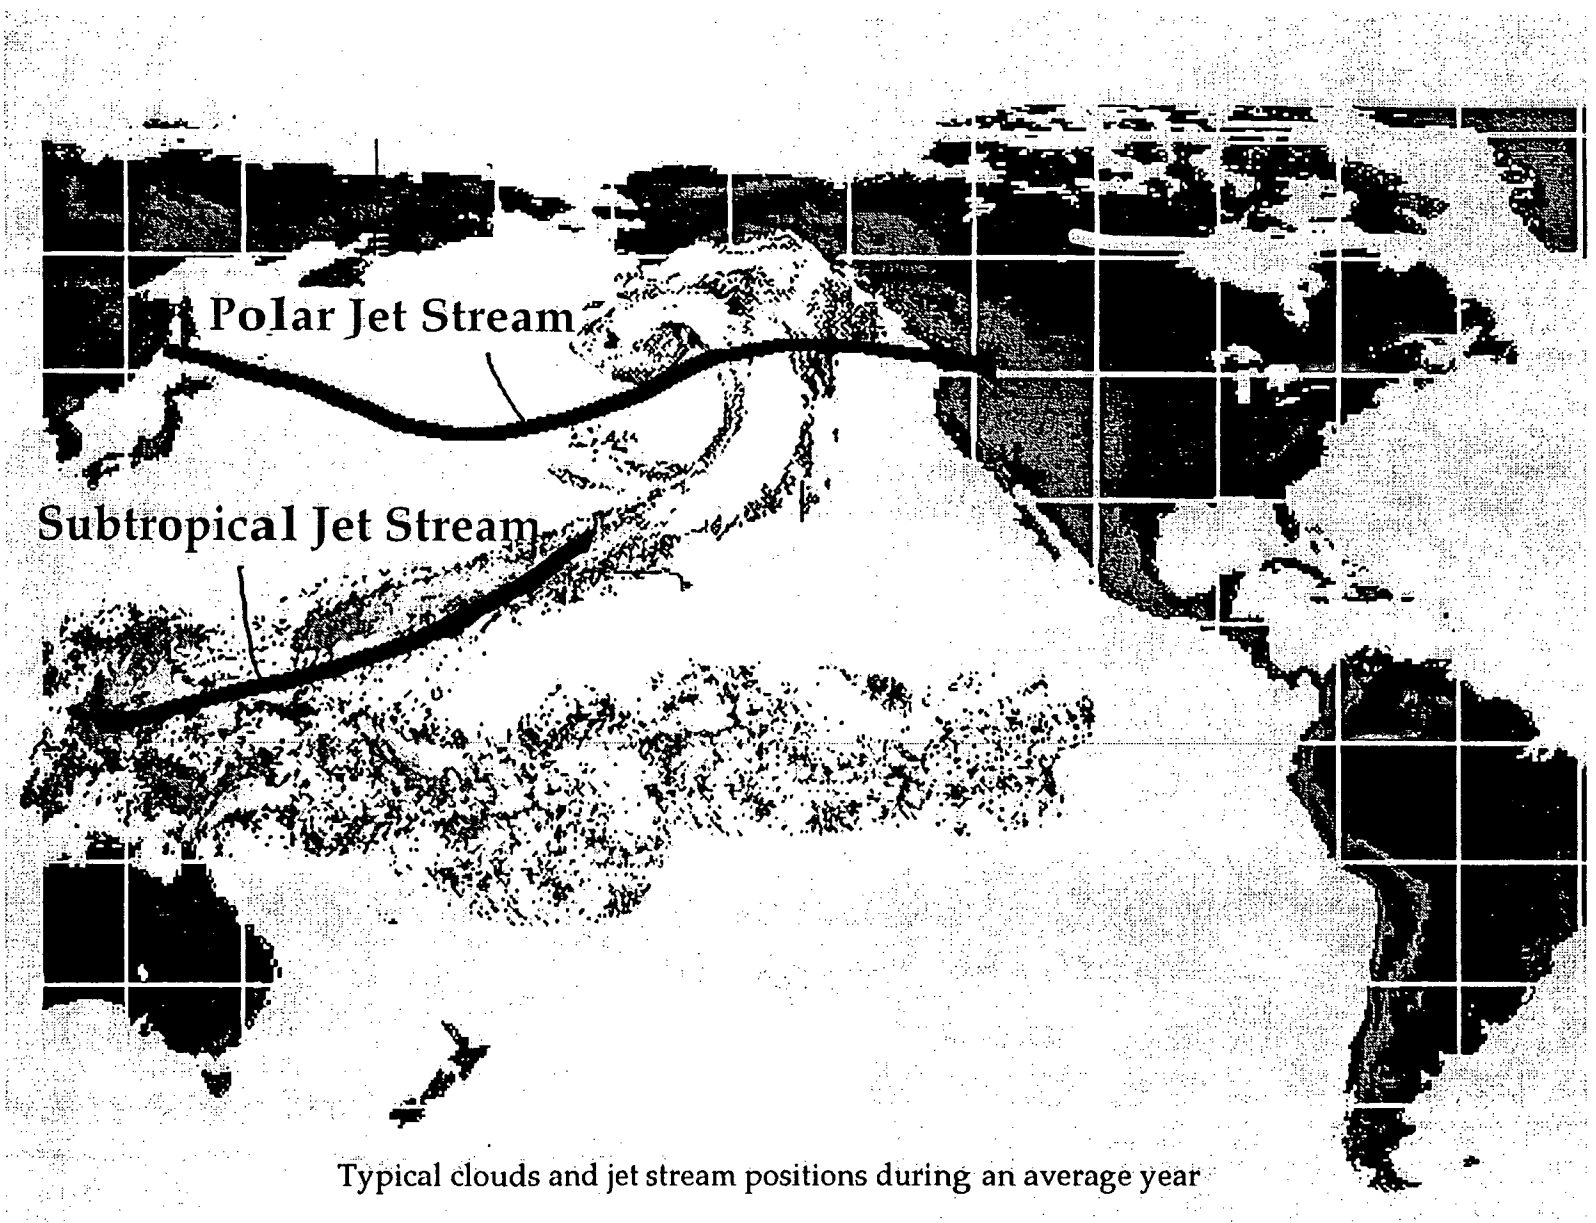 Polar Jet Stream
Subtropical Jet Stream
Typical clouds and jet stream positions during an average year